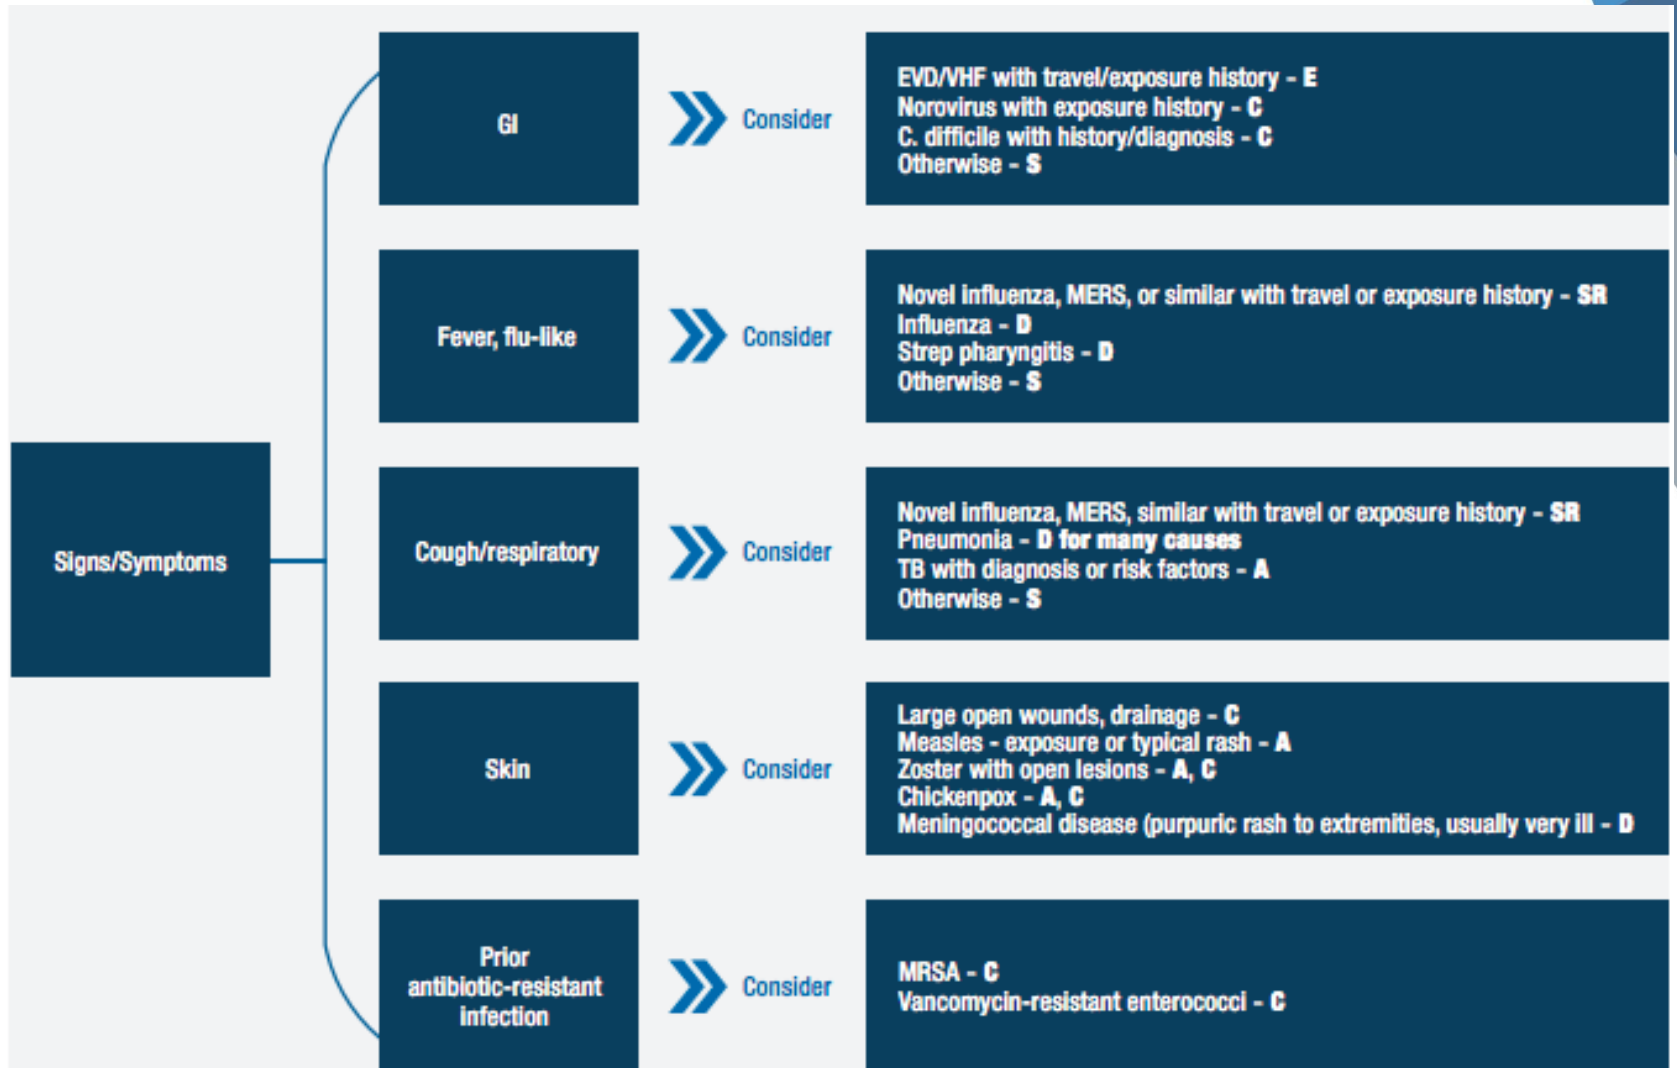 Signs/Symptoms
GI
Consider
EVD/VHF with travel/exposure history - E
Norovirus with exposure history - C
C. difficile with history/diagnosis - C
Otherwise - S
Fever, flu-like
Consider
Novel influenza, MERS, or similar with travel or exposure history - SR
Influenza - D
Strep pharyngitis - D
Otherwise - S
Cough/respiratory
Consider
Novel influenza, MERS, similar with travel or exposure history - SR
Pneumonia - D for many causes
TB with diagnosis or risk factors - A
Otherwise - S
Skin
Consider
Large open wounds, drainage - C
Measles - exposure or typical rash - A
Zoster with open lesions - A, C
Chickenpox - A, C
Meningococcal disease (purpuric rash to extremities, usually very ill - D
Prior
antibiotic-resistant
infection
Consider
MRSA - C
Vancomycin-resistant enterococci - C